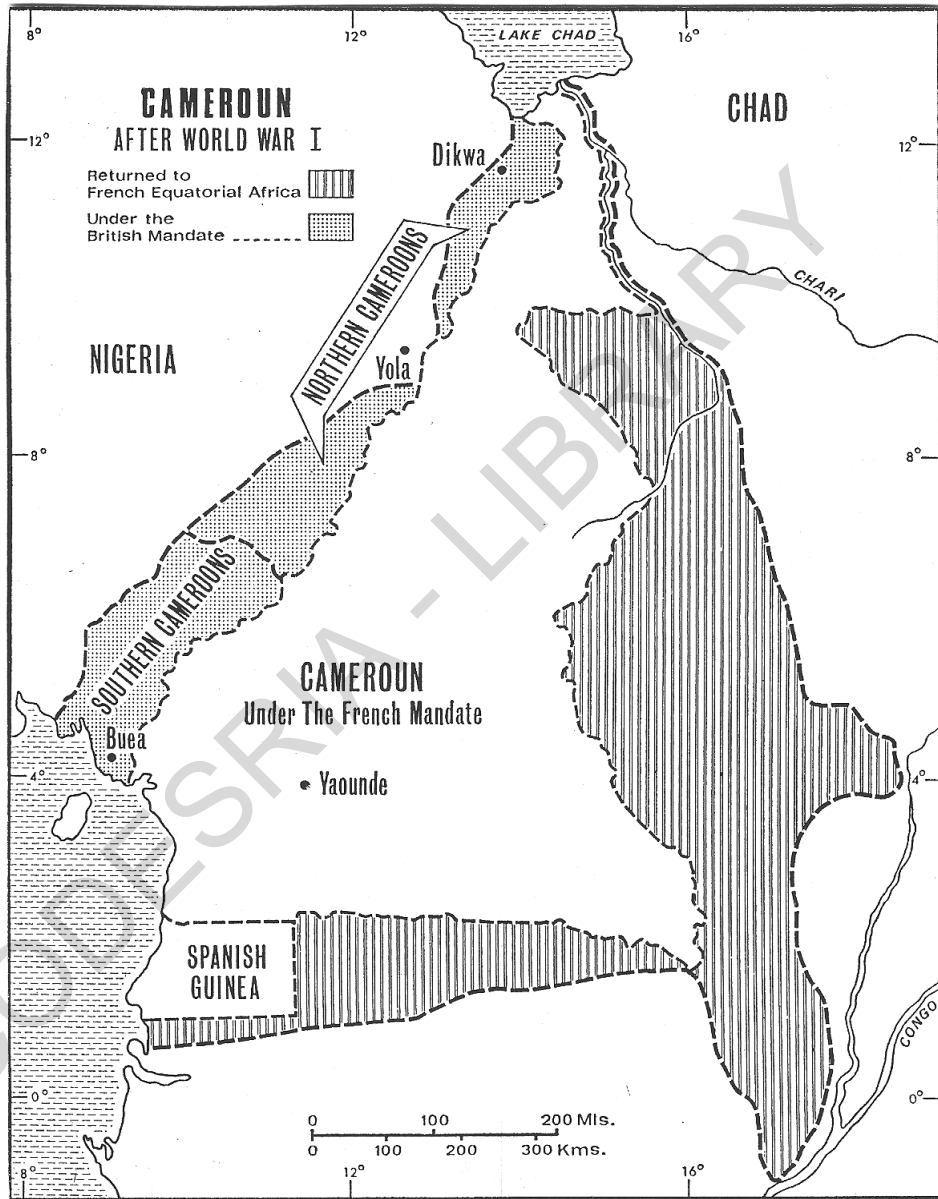 8°
12°
16°
LAKE CHAD
CAMEROUN
AFTER WORLD WAR I
CHAD
12°
12°
Dikwa
Returned to
French Equatorial Africa
Under the
British Mandate
NORTHERN CAMEROONS
CHARI
NIGERIA
Yola
8°
8°
SOUTHERN CAMEROONS
CAMEROUN
Under The French Mandate
Buea
4°
4°
Yaounde
SPANISH
GUINEA
CONGO
0°
0°
0 100 200 Mls.
0 100 200 300 Kms.
8°
12°
16°
CODESRIA - LIBRARY